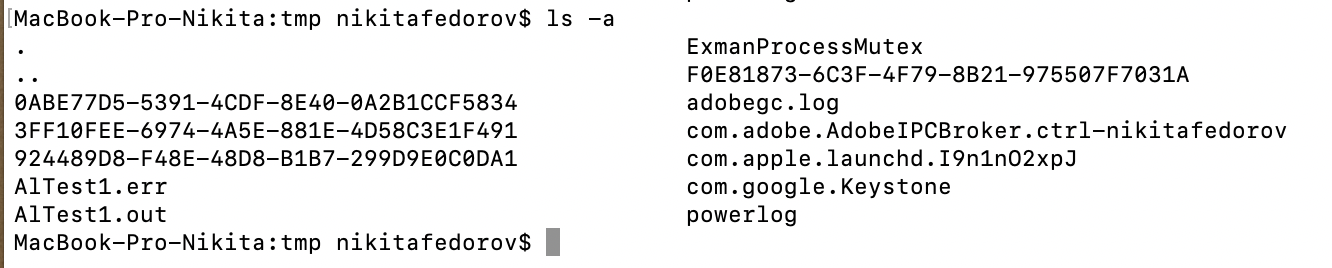 MacBook-Pro-Nikita:tmp nikitafedorov$ ls -a
. ExmanProcessMutex
.. F0E81873-6C3F-4F79-8B21-975507F7031A
0ABE77D5-5391-4CDF-8E40-0A2B1CCF5834 adobegc.log
3FF10FEE-6974-4A5E-881E-4D58C3E1F491 com.adobe.AdobeIPCBroker.ctrl-nikitafedorov
924489D8-F48E-48D8-B1B7-299D9E0C0DA1 com.apple.launchd.I9n1nO2xpJ
AlTest1.err com.google.Keystone
AlTest1.out powerlog
MacBook-Pro-Nikita:tmp nikitafedorov$